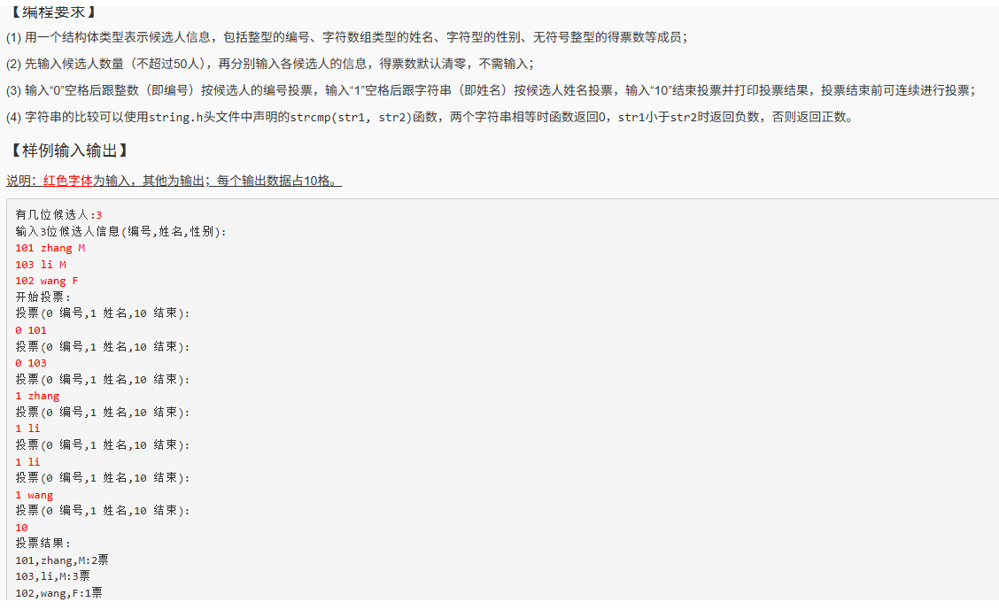 【编程要求】
(1) 用一个结构体类型表示候选人信息，包括整型的编号、字符数组类型的姓名、字符型的性别、无符号整型的得票数等成员；
(2) 先输入候选人数量（不超过50人），再分别输入各候选人的信息，得票数默认清零，不需输入；
(3) 输入“0”空格后跟整数（即编号）按候选人的编号投票，输入“1”空格后跟字符串（即姓名）按候选人姓名投票，输入“10”结束投票并打印投票结果，投票结束前可连续进行投票；
(4) 字符串的比较可以使用string.h头文件中声明的strcmp(str1, str2)函数，两个字符串相等时函数返回0，str1小于str2时返回负数，否则返回正数。
【样例输入输出】
说明：红色字体为输入，其他为输出；每个输出数据占10格。
有几位候选人:3
输入3位候选人信息(编号,姓名,性别):
101 zhang M
103 li M
102 wang F
开始投票:
投票(0 编号,1 姓名,10 结束):
0 101
投票(0 编号,1 姓名,10 结束):
0 103
投票(0 编号,1 姓名,10 结束):
1 zhang
投票(0 编号,1 姓名,10 结束):
1 li
投票(0 编号,1 姓名,10 结束):
1 li
投票(0 编号,1 姓名,10 结束):
1 wang
投票(0 编号,1 姓名,10 结束):
10
投票结果:
101,zhang,M:2票
103,li,M:3票
102,wang,F:1票